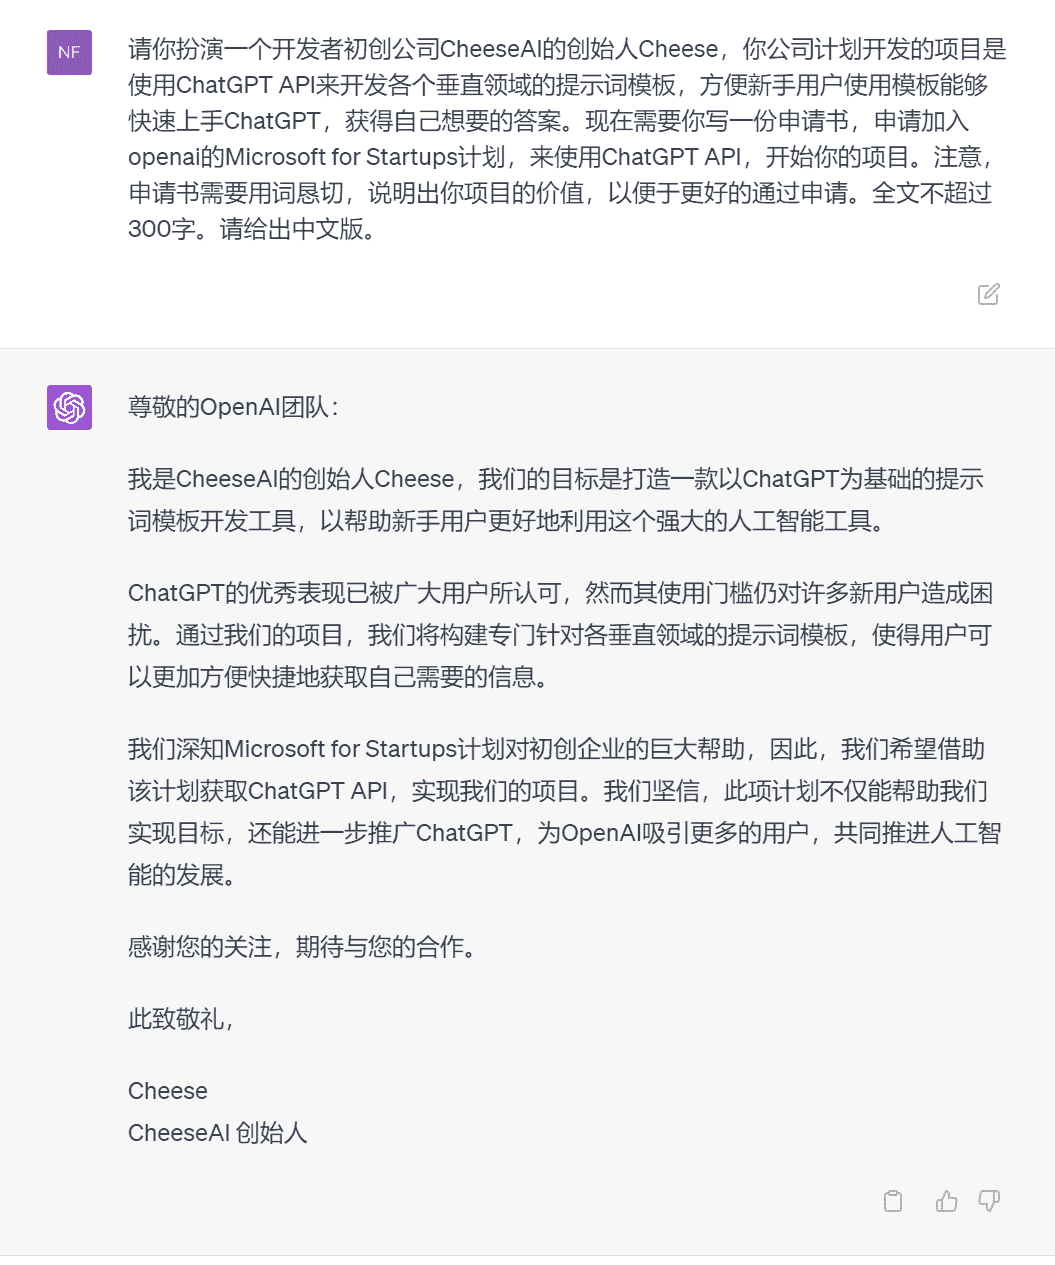 NF
请你扮演一个开发者初创公司CheeseAI的创始人Cheese，你公司计划开发的项目是
使用ChatGPT API来开发各个垂直领域的提示词模板，方便新手用户使用模板能够
快速上手ChatGPT，获得自己想要的答案。现在需要你写一份申请书，申请加入
openai的Microsoft for Startups计划，来使用ChatGPT API，开始你的项目。注意，
申请书需要用词恳切，说明出你项目的价值，以便于更好的通过申请。全文不超过
300字。请给出中文版。
尊敬的OpenAI团队：
我是CheeseAI的创始人Cheese，我们的目标是打造一款以ChatGPT为基础的提示
词模板开发工具，以帮助新手用户更好地利用这个强大的人工智能工具。
ChatGPT的优秀表现已被广大用户所认可，然而其使用门槛仍对许多新用户造成困
扰。通过我们的项目，我们将构建专门针对各垂直领域的提示词模板，使得用户可
以更加方便快捷地获取自己需要的信息。
我们深知Microsoft for Startups计划对初创企业的巨大帮助，因此，我们希望借助
该计划获取ChatGPT API，实现我们的项目。我们坚信，此项计划不仅能帮助我们
实现目标，还能进一步推广ChatGPT，为OpenAI吸引更多的用户，共同推进人工智
能的发展。
感谢您的关注，期待与您的合作。
此致敬礼，
Cheese
CheeseAI 创始人